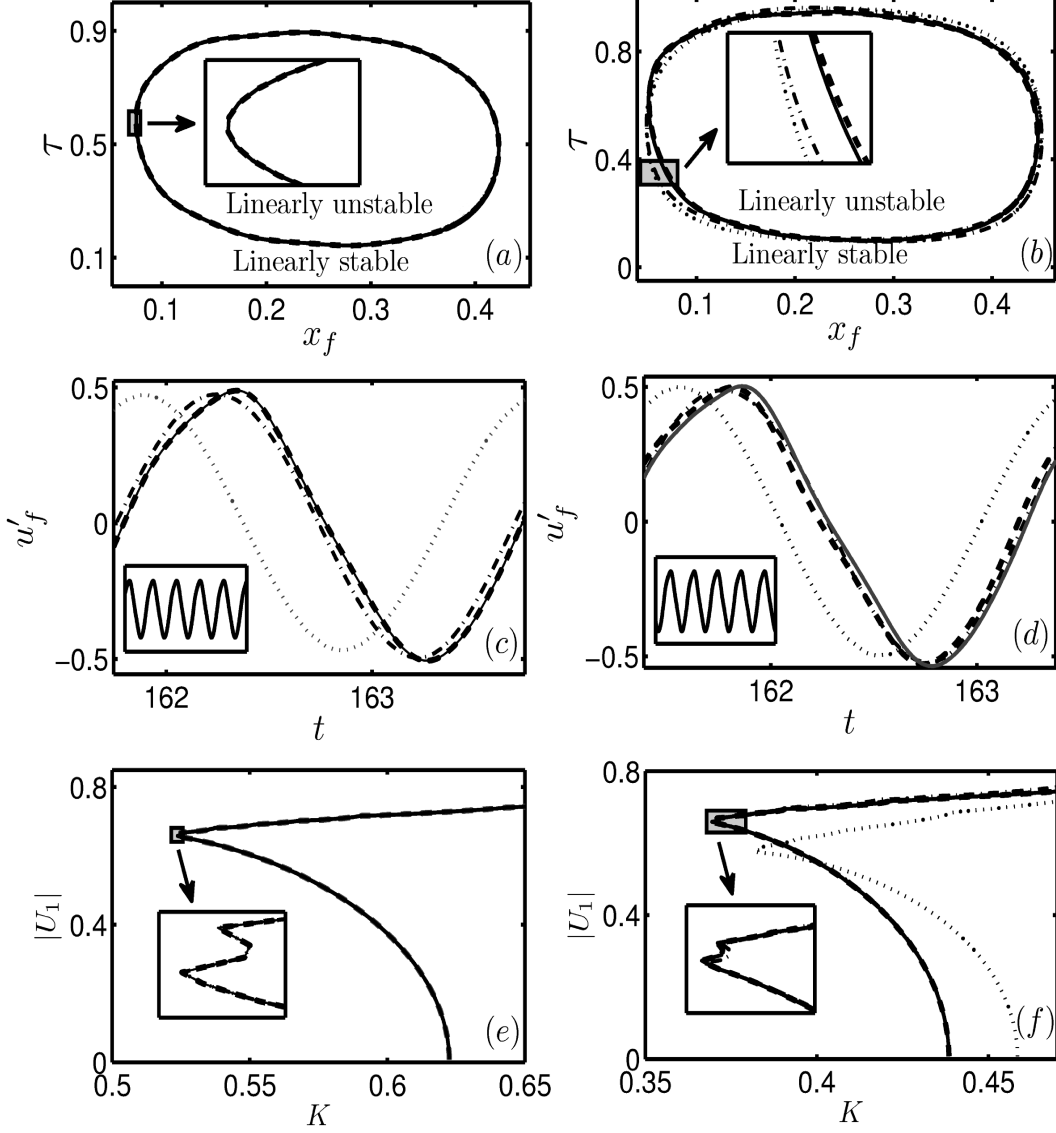 0.9
τ
0.5
0.1
Linearly unstable
Linearly stable
(a)
0.1 0.2 0.3 0.4
x_f
0.8
τ
0.4
0
Linearly unstable
Linearly stable
(b)
0.1 0.2 0.3 0.4
x_f
0.5
u'_f
0
−0.5
(c)
162 163
t
0.5
u'_f
0
−0.5
(d)
162 163
t
0.8
|U_1|
0.4
0
(e)
0.5 0.55 0.6 0.65
K
0.8
|U_1|
0.4
0
(f)
0.35 0.4 0.45
K